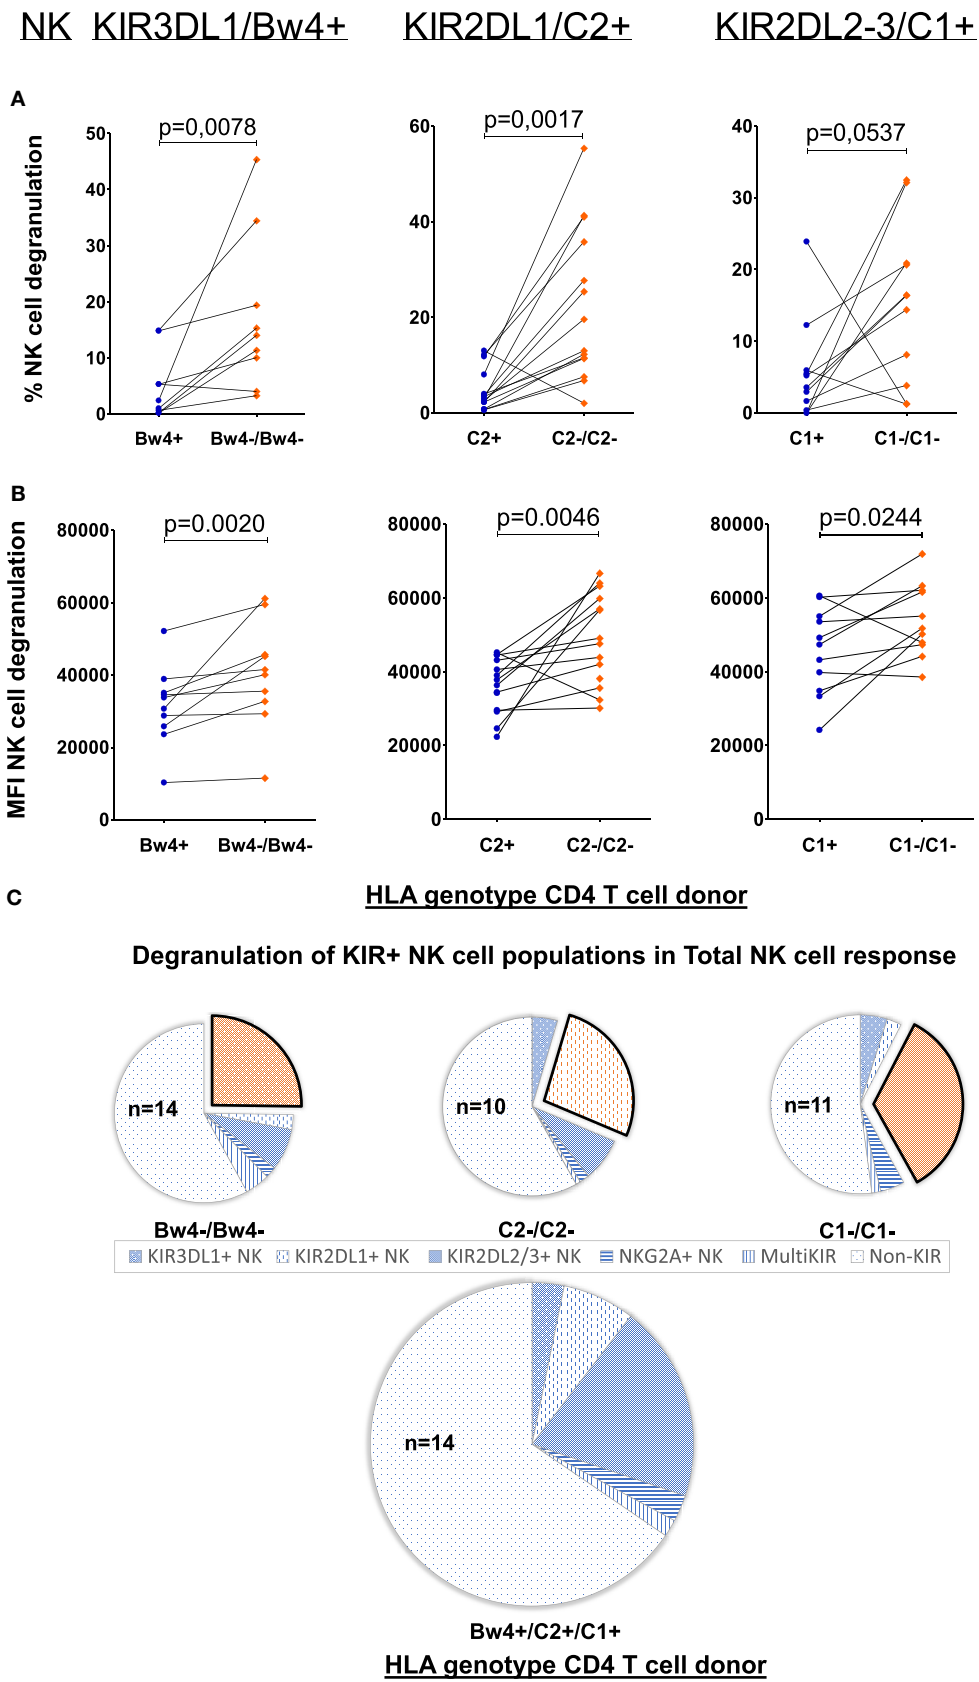 NK KIR3DL1/Bw4+ KIR2DL1/C2+ KIR2DL2-3/C1+
A
% NK cell degranulation
p=0,0078
50
40
30
20
10
0
Bw4+ Bw4-/Bw4-
p=0,0017
60
40
20
0
C2+ C2-/C2-
p=0,0537
40
30
20
10
0
C1+ C1-/C1-
B
MFI NK cell degranulation
p=0.0020
80000
60000
40000
20000
0
Bw4+ Bw4-/Bw4-
p=0.0046
80000
60000
40000
20000
0
C2+ C2-/C2-
p=0.0244
80000
60000
40000
20000
0
C1+ C1-/C1-
HLA genotype CD4 T cell donor
C
Degranulation of KIR+ NK cell populations in Total NK cell response
n=14
Bw4-/Bw4-
n=10
C2-/C2-
n=11
C1-/C1-
KIR3DL1+ NK KIR2DL1+ NK KIR2DL2/3+ NK NKG2A+ NK MultiKIR Non-KIR
n=14
Bw4+/C2+/C1+
HLA genotype CD4 T cell donor